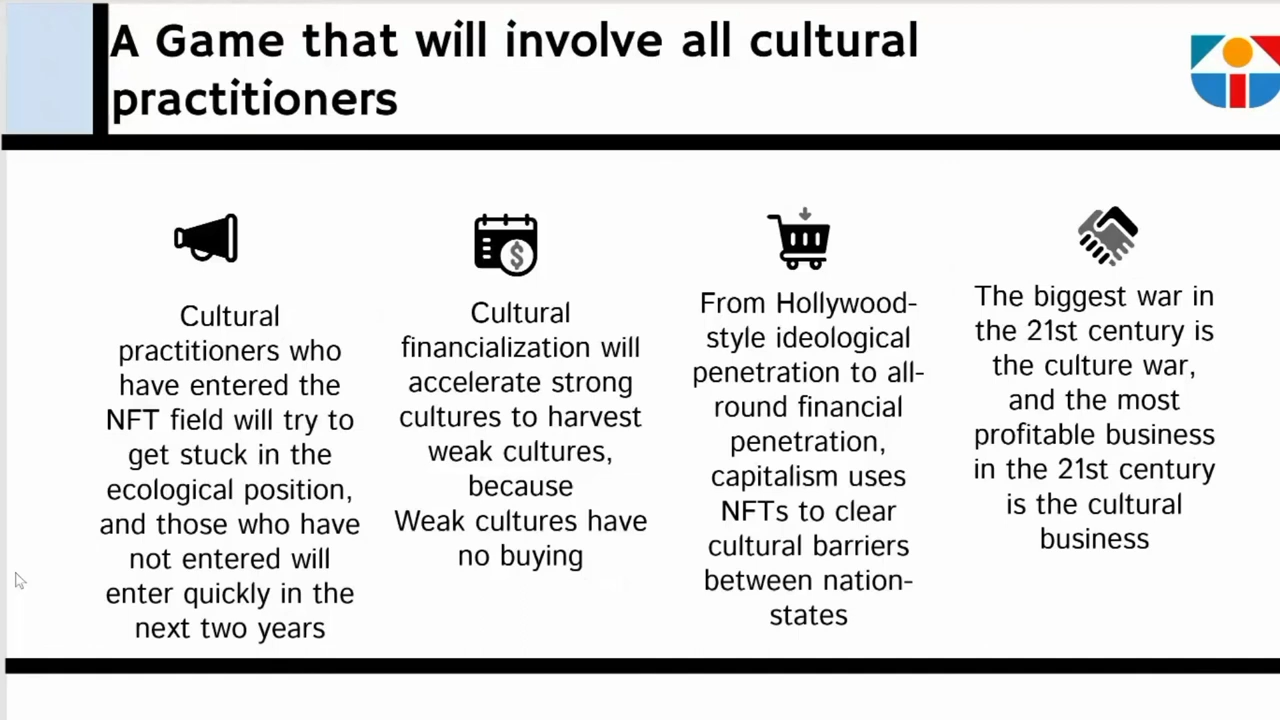 A Game that will involve all cultural
practitioners
Cultural
practitioners who
have entered the
NFT field will try to
get stuck in the
ecological position,
and those who have
not entered will
enter quickly in the
next two years
Cultural
financialization will
accelerate strong
cultures to harvest
weak cultures,
because
Weak cultures have
no buying
From Hollywood-
style ideological
penetration to all-
round financial
penetration,
capitalism uses
NFTs to clear
cultural barriers
between nation-
states
The biggest war in
the 21st century is
the culture war,
and the most
profitable business
in the 21st century
is the cultural
business